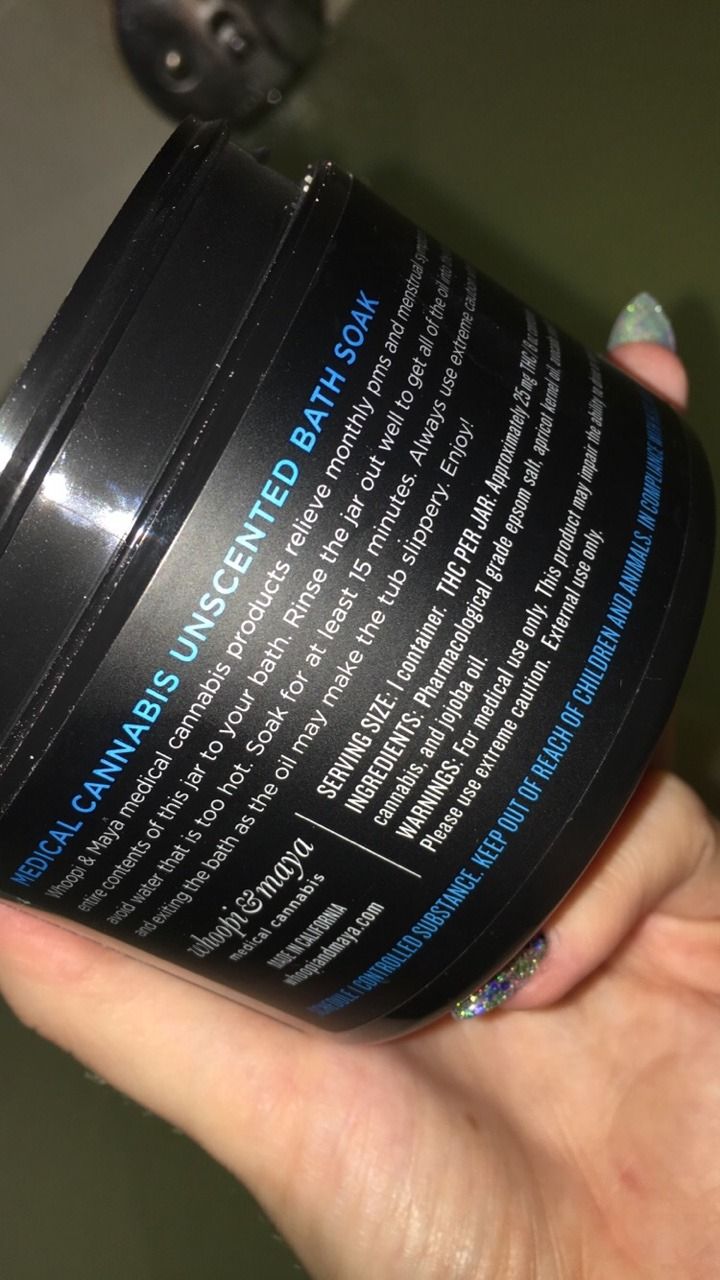 MEDICAL CANNABIS UNSCENTED BATH SOAK
Whoopi & Maya medical cannabis products relieve monthly pms and menstrual
entire contents of this jar to your bath. Rinse the jar out well to get all of the oil into
avoid water that is too hot. Soak for at least 15 minutes. Always use extreme caution
and exiting the bath as the oil may make the tub slippery. Enjoy!
whoopi & maya
medical cannabis
MADE IN CALIFORNIA
whoopiandmaya.com
SERVING SIZE: 1 container. THC PER JAR: Approximately 25 mg THC
INGREDIENTS: Pharmacological grade epsom salt, apricot kernel oil,
cannabis, and jojoba oil.
WARNINGS: For medical use only. This product may impair the ability
Please use extreme caution. External use only.
SCHEDULE I CONTROLLED SUBSTANCE. KEEP OUT OF REACH OF CHILDREN AND ANIMALS. IN COMPLIANCE